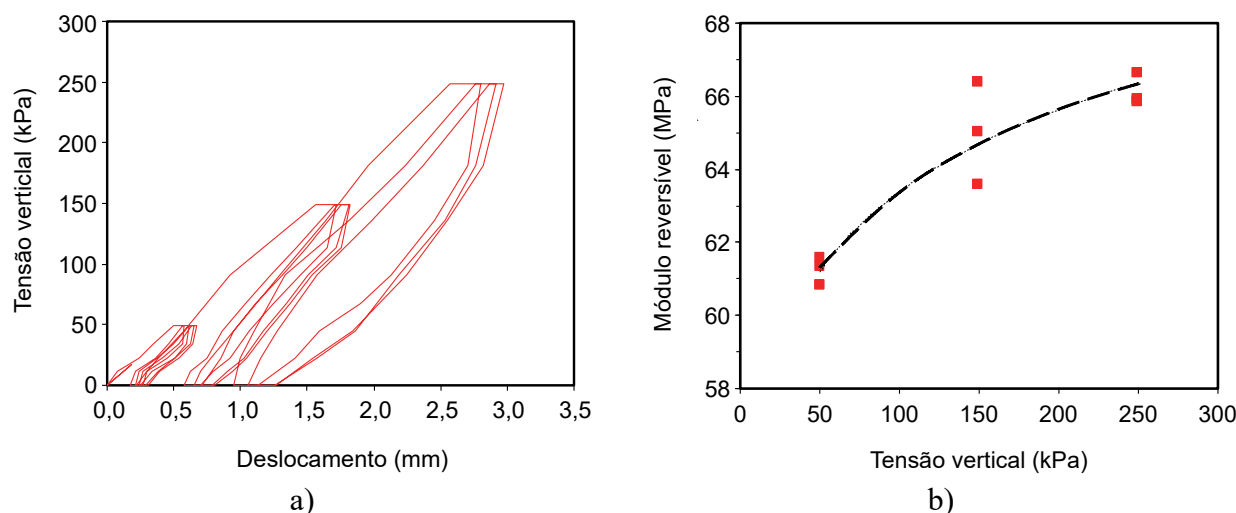 300
250
200
150
100
50
0
Tensão verticlal (kPa)
0,0 0,5 1,0 1,5 2,0 2,5 3,0 3,5
Deslocamento (mm)
a)
68
66
64
62
60
58
Módulo reversível (MPa)
0 50 100 150 200 250 300
Tensão vertical (kPa)
b)